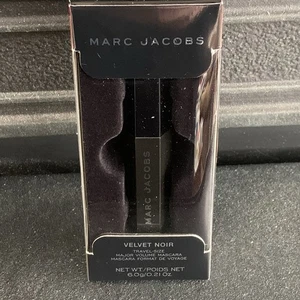 MARC JACOBS
MARC JACOBS
VELVET NOIR
TRAVEL-SIZE
MAJOR VOLUME MASCARA
MASCARA FORMAT DE VOYAGE
NET WT./POIDS NET
6.0g/0.21 Oz